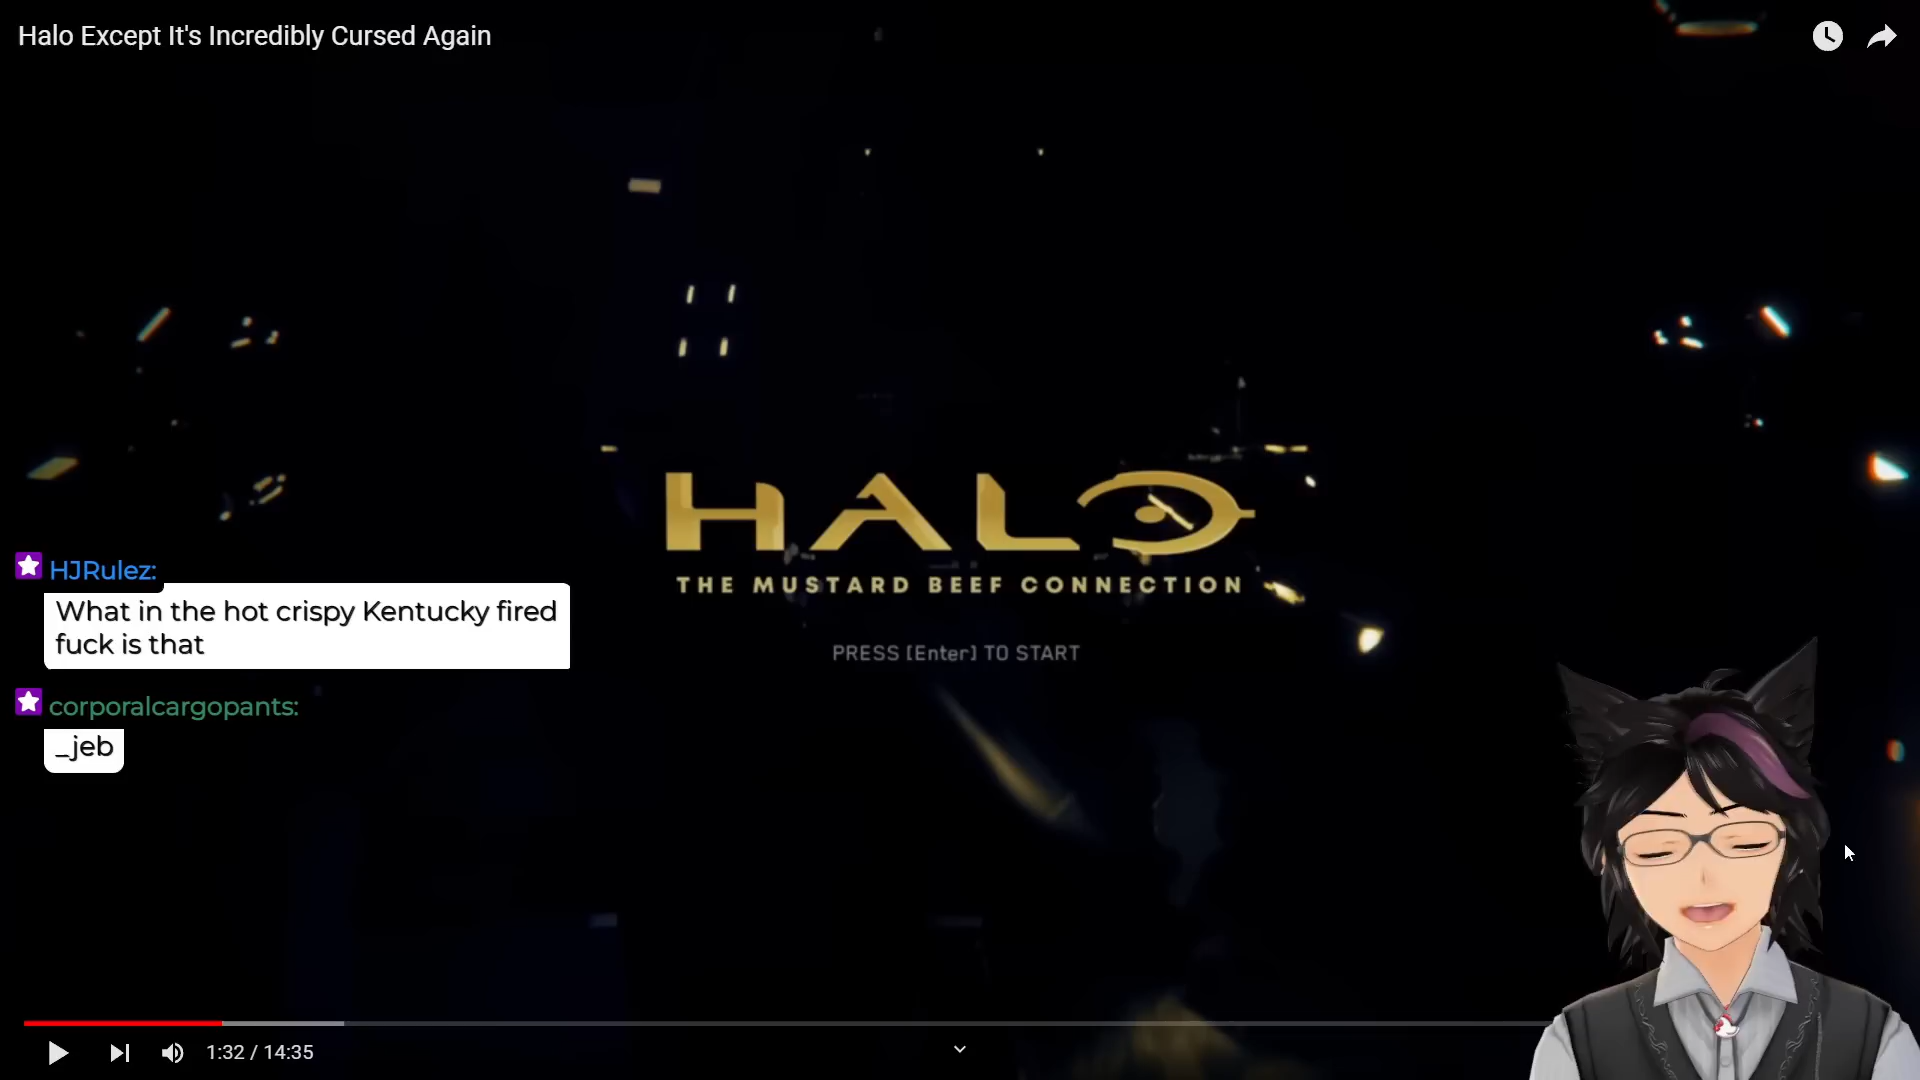 Halo Except It's Incredibly Cursed Again
HALO
THE MUSTARD BEEF CONNECTION
PRESS [Enter] TO START
HJRulez:
What in the hot crispy Kentucky fired
fuck is that
corporalcargopants:
_jeb
1:32 / 14:35